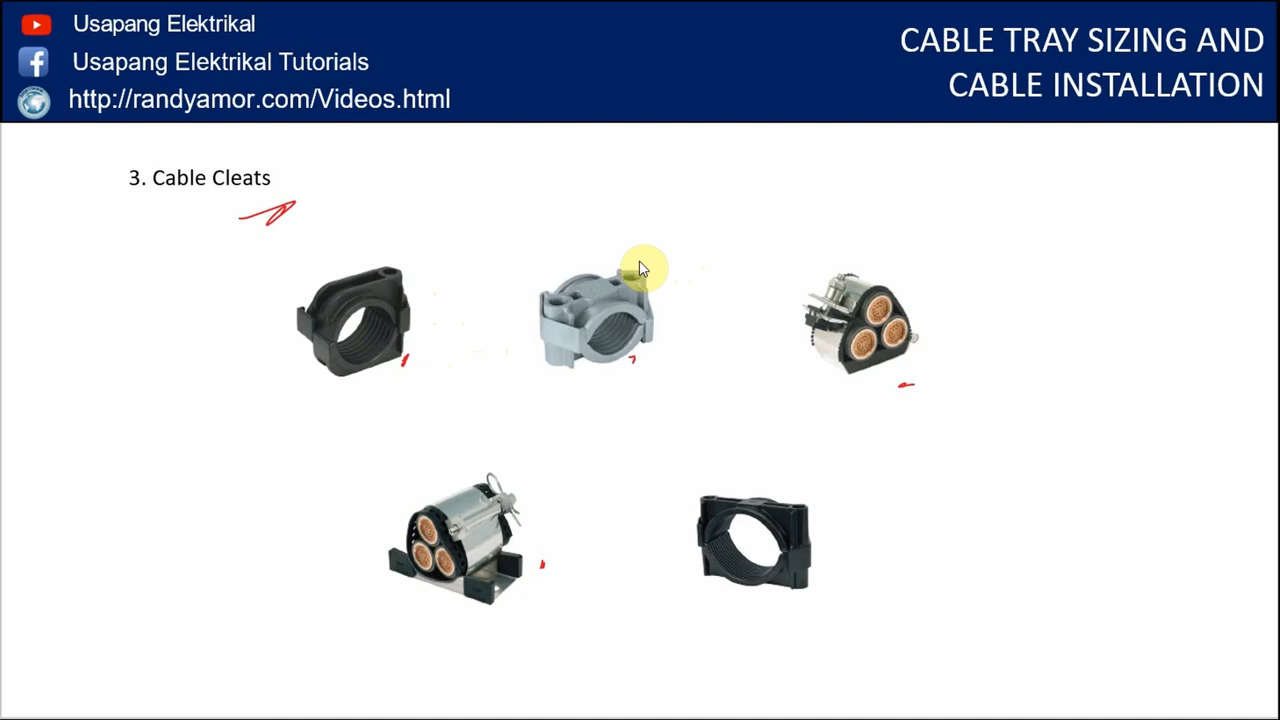 Usapang Elektrikal
Usapang Elektrikal Tutorials
http://randyamor.com/Videos.html
CABLE TRAY SIZING AND
CABLE INSTALLATION
3. Cable Cleats